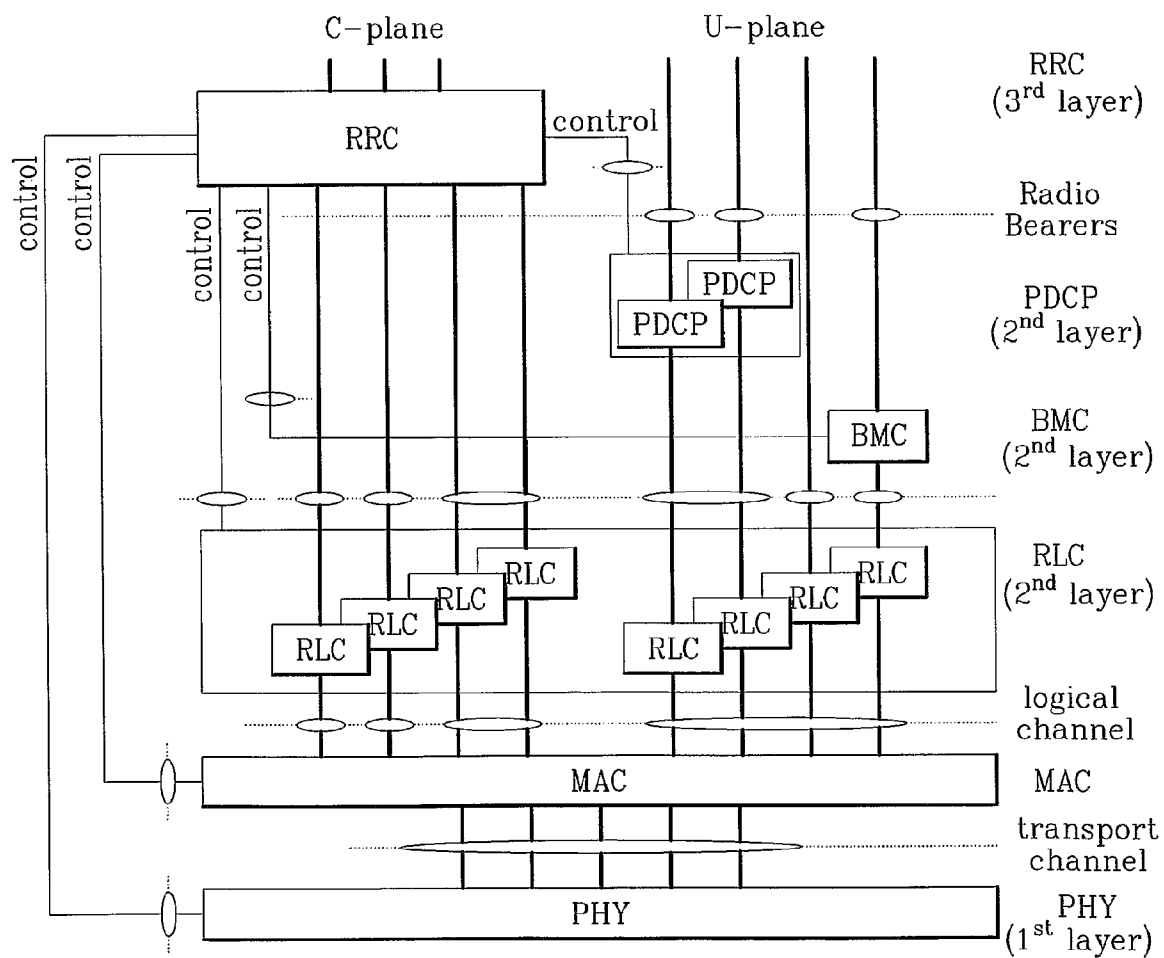 C-plane
U-plane
RRC
(3rd layer)
RRC
control
control
control
control
control
Radio
Bearers
PDCP
PDCP
PDCP
(2nd layer)
BMC
BMC
(2nd layer)
RLC
RLC
RLC
RLC
RLC
RLC
RLC
RLC
RLC
(2nd layer)
logical
channel
MAC
MAC
transport
channel
PHY
PHY
(1st layer)